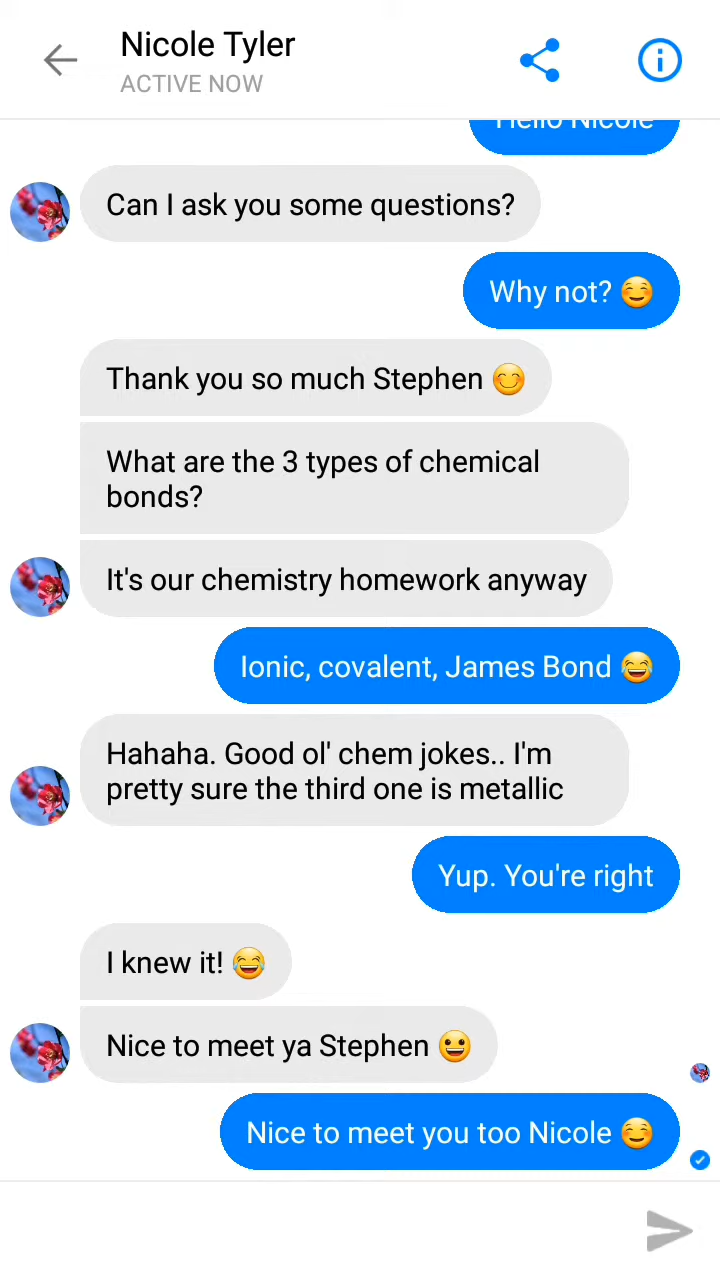 Nicole Tyler
ACTIVE NOW
Hello Nicole
Can I ask you some questions?
Why not? 😊
Thank you so much Stephen 😊
What are the 3 types of chemical
bonds?
It's our chemistry homework anyway
Ionic, covalent, James Bond 😂
Hahaha. Good ol' chem jokes.. I'm
pretty sure the third one is metallic
Yup. You're right
I knew it! 😂
Nice to meet ya Stephen 😀
Nice to meet you too Nicole 😊